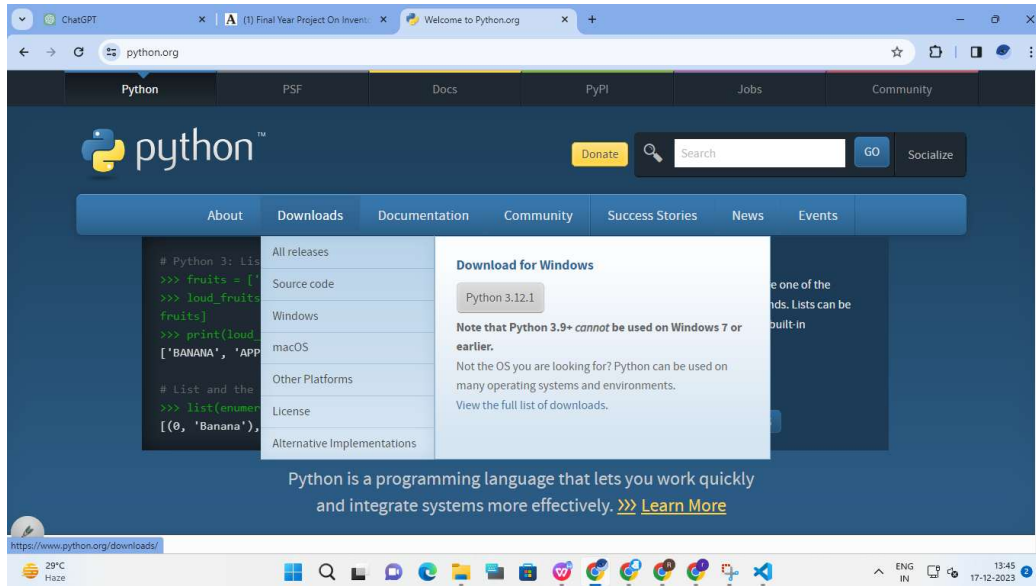 ChatGPT
A (1) Final Year Project On Invent
Welcome to Python.org
python.org
Python PSF Docs PyPI Jobs Community
python™
Donate
Search
GO
Socialize
About Downloads Documentation Community Success Stories News Events
# Python 3: Lis
>>> fruits = ['
>>> loud_fruits
fruits]
>>> print(loud_
['BANANA', 'APP
# List and the
>>> list(enumer
[(0, 'Banana'),
All releases
Source code
Windows
macOS
Other Platforms
License
Alternative Implementations
Download for Windows
Python 3.12.1
Note that Python 3.9+ cannot be used on Windows 7 or
earlier.
Not the OS you are looking for? Python can be used on
many operating systems and environments.
View the full list of downloads.
e one of the
nds. Lists can be
built-in
Python is a programming language that lets you work quickly
and integrate systems more effectively. >>> Learn More
https://www.python.org/downloads/
29°C
Haze
ENG
IN
13:45
17-12-2023
2